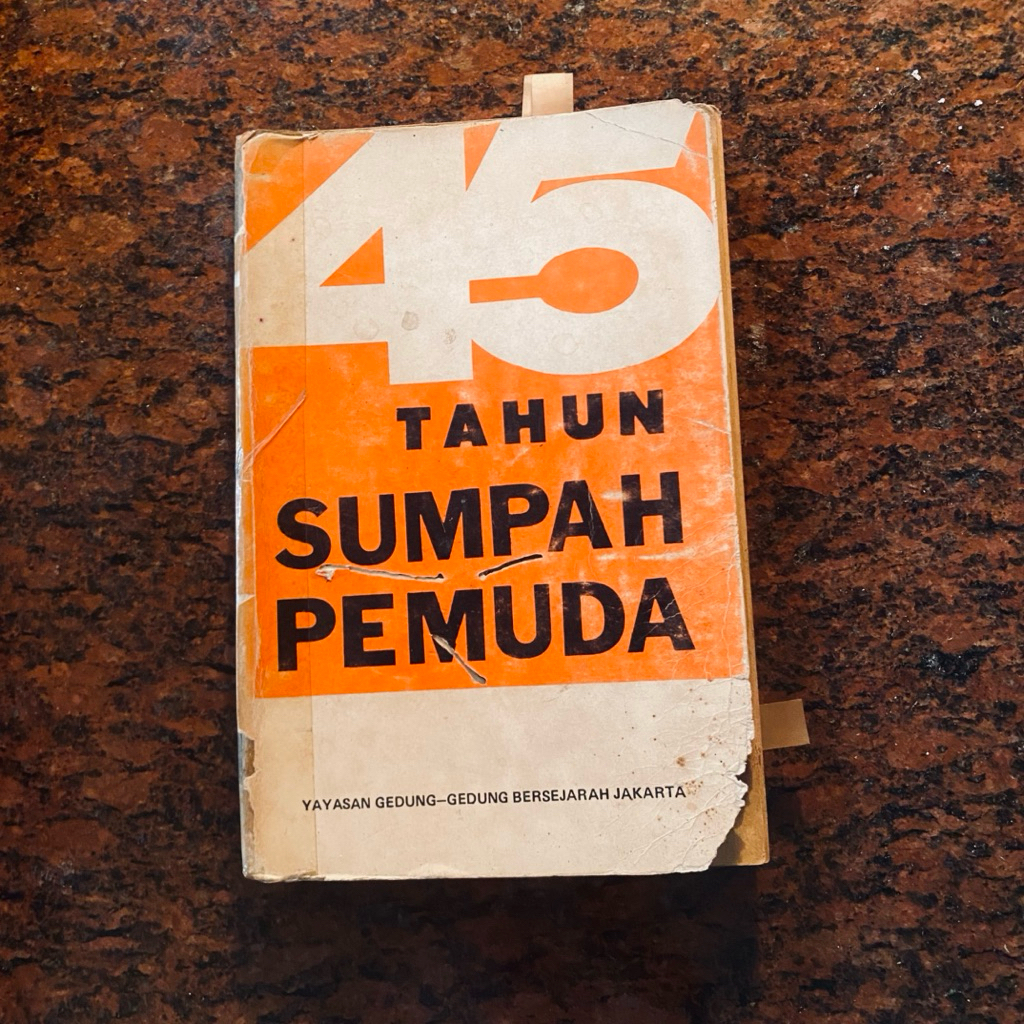 45
TAHUN
SUMPAH
PEMUDA
YAYASAN GEDUNG–GEDUNG BERSEJARAH JAKARTA